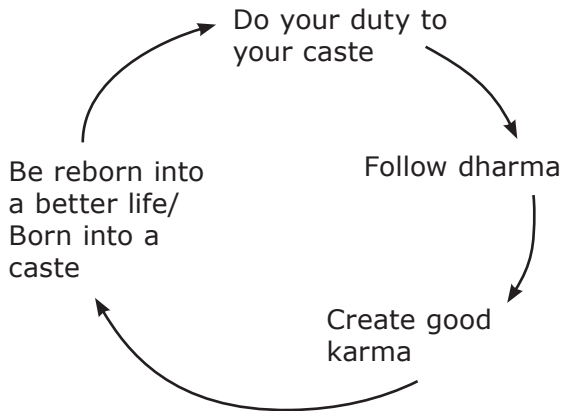 Do your duty to
your caste
Follow dharma
Create good
karma
Be reborn into
a better life/
Born into a
caste